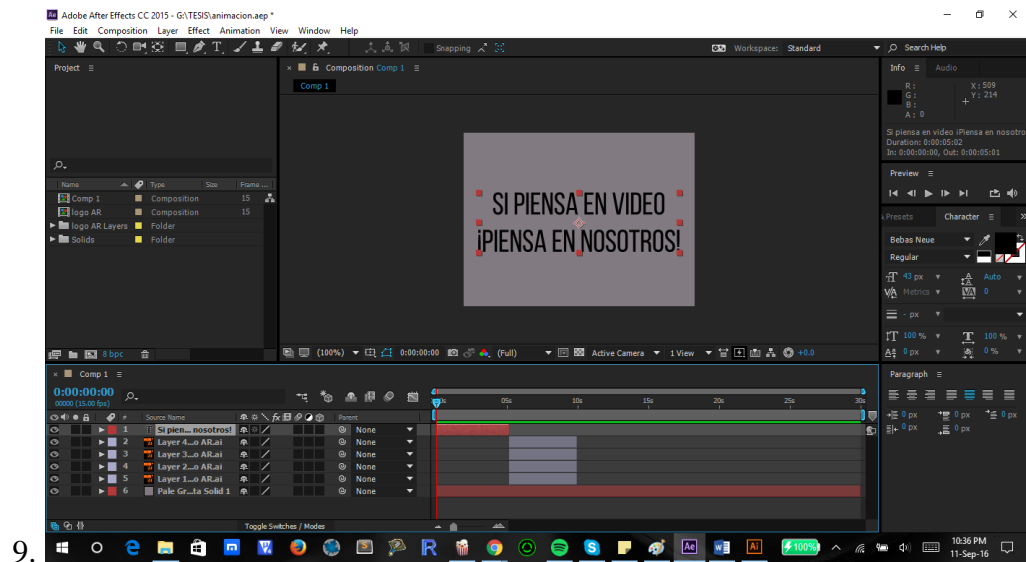 Adobe After Effects CC 2015 - G:\TESIS\animacion.aep *
File Edit Composition Layer Effect Animation View Window Help
Snapping
Workspace: Standard
Search Help
Project
Composition Comp 1
Info Audio
Comp 1
R: X: 509
G: Y: 214
B:
A: 0
Si piensa en video ¡Piensa en nosotro
Duration: 0:00:05:02
In: 0:00:00:00, Out: 0:00:05:01
Name Type Size Frame ...
Comp 1 Composition 15
logo AR Composition 15
logo AR Layers Folder
Solids Folder
SI PIENSA EN VIDEO
¡PIENSA EN NOSOTROS!
Preview
Presets Character
Bebas Neue
Regular
43 px Auto
Metrics 0
- px
100 % 100 %
0 px 0 %
8 bpc
(100%) 0:00:00:00 (Full) Active Camera 1 View +0.0
Comp 1
Paragraph
0:00:00:00
00000 (15.00 fps)
05s 10s 15s 20s 25s 30s
# Source Name Parent
0 px 0 px 0 px
0 px 0 px
1 Si pien... nosotros! None
2 Layer 4...o AR.ai None
3 Layer 3...o AR.ai None
4 Layer 2...o AR.ai None
5 Layer 1...o AR.ai None
6 Pale Gr...ta Solid 1 None
Toggle Switches / Modes
9.
100%
10:36 PM
11-Sep-16